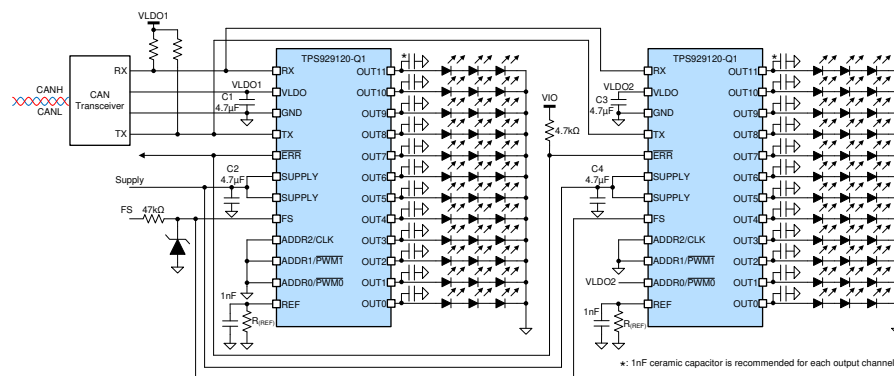 VLDO1
CANH
CANL
CAN
Transceiver
RX
TX
VLDO1
C1
4.7µF
Supply
C2
4.7µF
FS
47kΩ
1nF
R(REF)
TPS929120-Q1
RX
VLDO
GND
TX
ERR
SUPPLY
SUPPLY
FS
ADDR2/CLK
ADDR1/PWM1
ADDR0/PWM0
REF
OUT11
OUT10
OUT9
OUT8
OUT7
OUT6
OUT5
OUT4
OUT3
OUT2
OUT1
OUT0
*
VIO
4.7kΩ
VLDO2
C3
4.7µF
C4
4.7µF
VLDO2
1nF
R(REF)
TPS929120-Q1
RX
VLDO
GND
TX
ERR
SUPPLY
SUPPLY
FS
ADDR2/CLK
ADDR1/PWM1
ADDR0/PWM0
REF
OUT11
OUT10
OUT9
OUT8
OUT7
OUT6
OUT5
OUT4
OUT3
OUT2
OUT1
OUT0
*
*: 1nF ceramic capacitor is recommended for each output channel